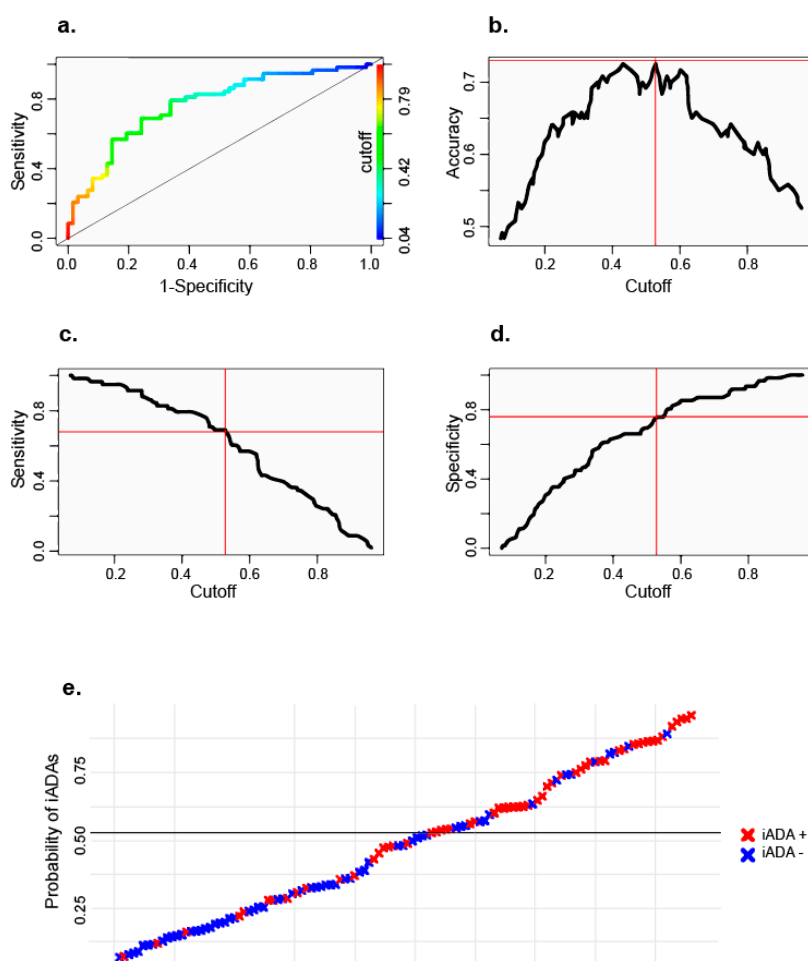 a.
Sensitivity
0.0 0.4 0.8
0.0 0.2 0.4 0.6 0.8 1.0
1-Specificity
cutoff
0.04 0.42 0.79
b.
Accuracy
0.5 0.6 0.7
0.2 0.4 0.6 0.8
Cutoff
c.
Sensitivity
0.0 0.4 0.8
0.2 0.4 0.6 0.8
Cutoff
d.
Specificity
0.0 0.4 0.8
0.2 0.4 0.6 0.8
Cutoff
e.
Probability of iADAs
0.25 0.50 0.75
iADA +
iADA -